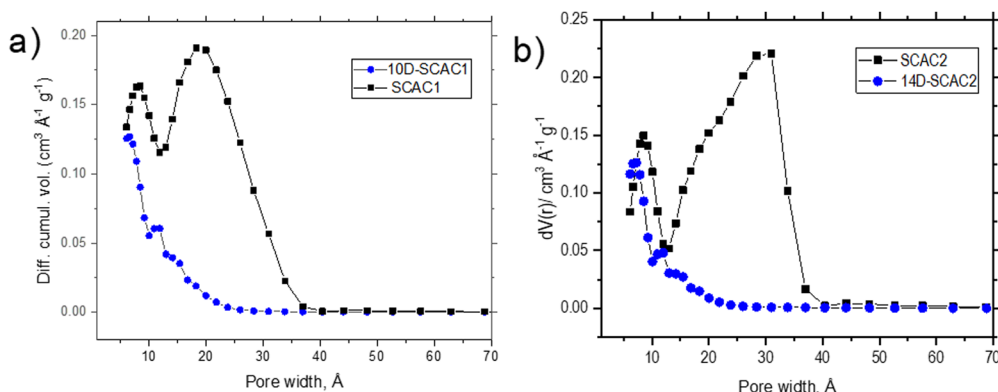 a)
0.20
0.15
0.10
0.05
0.00
Diff. cumul. vol. (cm³ Å⁻¹ g⁻¹)
10D-SCAC1
SCAC1
10 20 30 40 50 60 70
Pore width, Å
b)
0.25
0.20
0.15
0.10
0.05
0.00
dV(r)/ cm³ Å⁻¹g⁻¹
SCAC2
14D-SCAC2
10 20 30 40 50 60 70
Pore width, Å